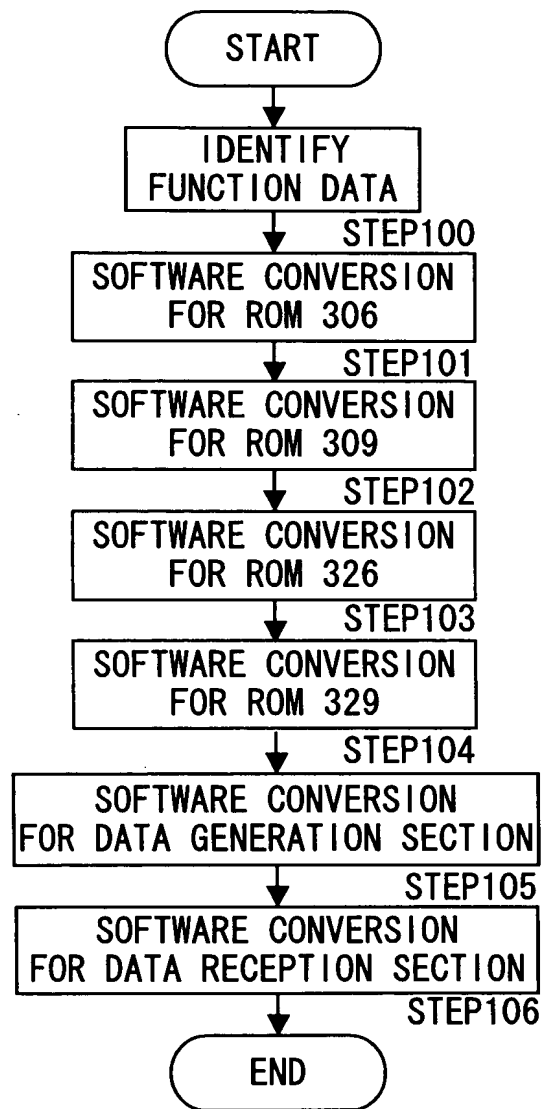 START
IDENTIFY
FUNCTION DATA
STEP100
SOFTWARE CONVERSION
FOR ROM 306
STEP101
SOFTWARE CONVERSION
FOR ROM 309
STEP102
SOFTWARE CONVERSION
FOR ROM 326
STEP103
SOFTWARE CONVERSION
FOR ROM 329
STEP104
SOFTWARE CONVERSION
FOR DATA GENERATION SECTION
STEP105
SOFTWARE CONVERSION
FOR DATA RECEPTION SECTION
STEP106
END